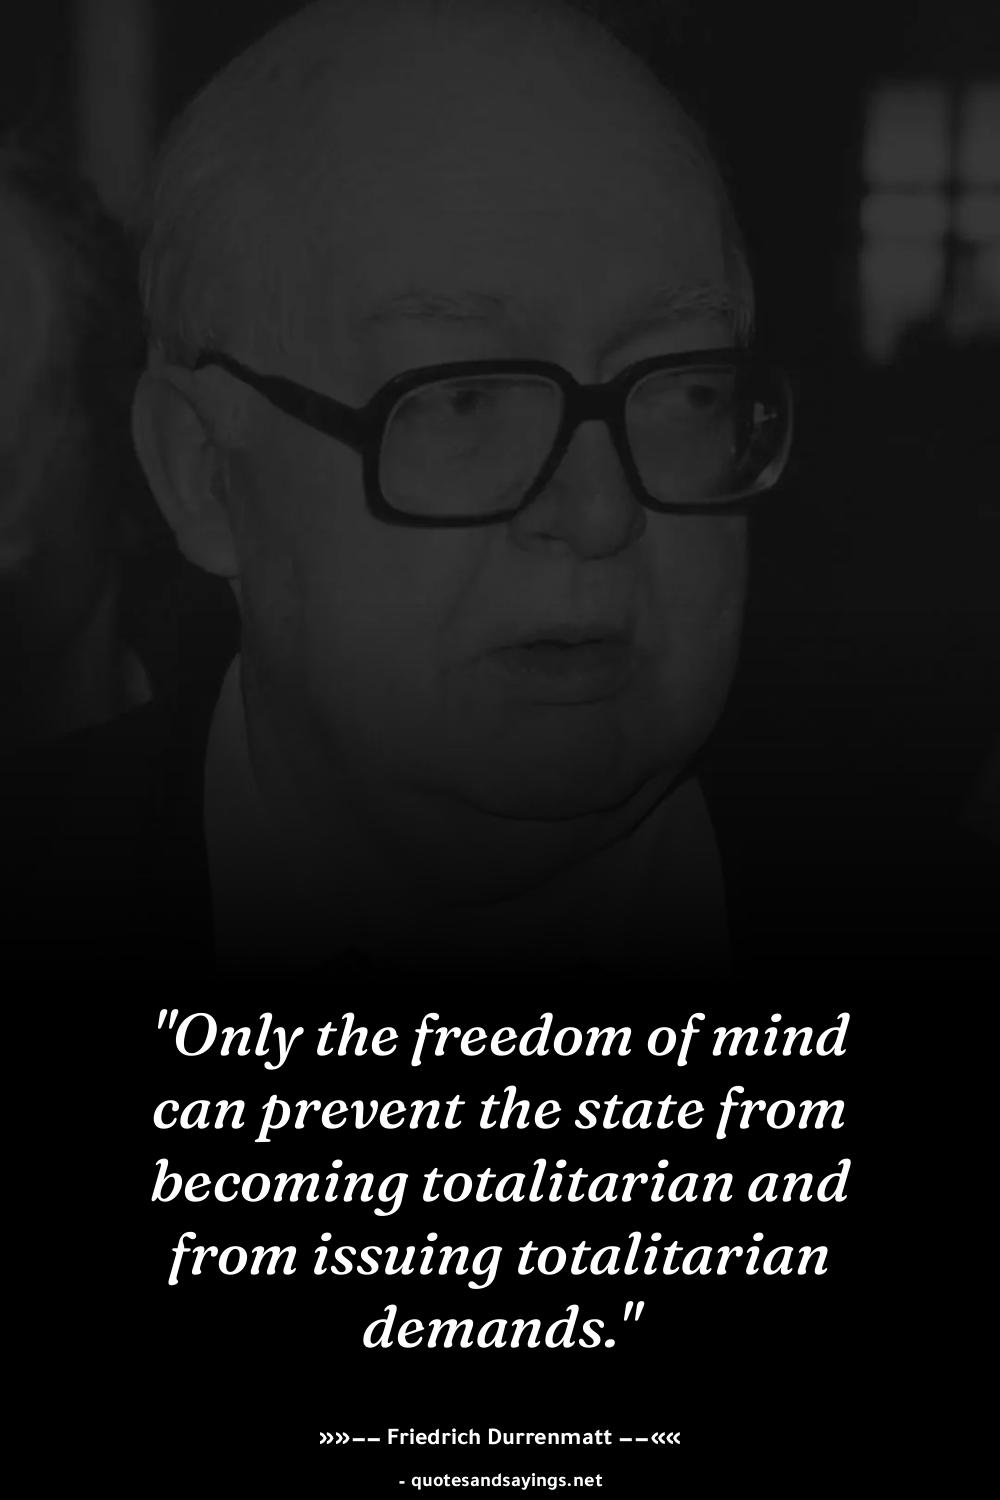 "Only the freedom of mind
can prevent the state from
becoming totalitarian and
from issuing totalitarian
demands."
»»−− Friedrich Durrenmatt −−««
- quotesandsayings.net